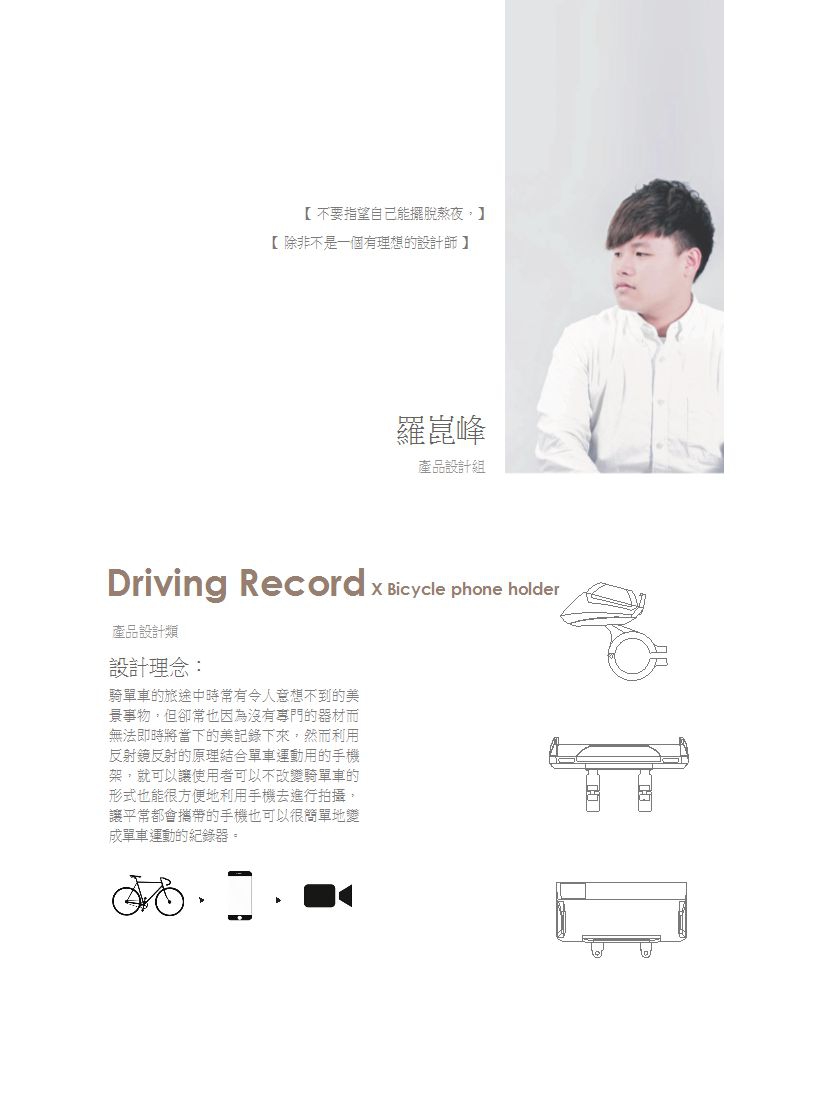 【 不要指望自己能擺脫熬夜，】
【 除非不是一個有理想的設計師 】
羅崑峰
產品設計組
Driving Record X Bicycle phone holder
產品設計類
設計理念：
騎單車的旅途中時常有令人意想不到的美
景事物，但卻常也因為沒有專門的器材而
無法即時將當下的美記錄下來，然而利用
反射鏡反射的原理結合單車運動用的手機
架，就可以讓使用者可以不改變騎單車的
形式也能很方便地利用手機去進行拍攝，
讓平常都會攜帶的手機也可以很簡單地變
成單車運動的紀錄器。